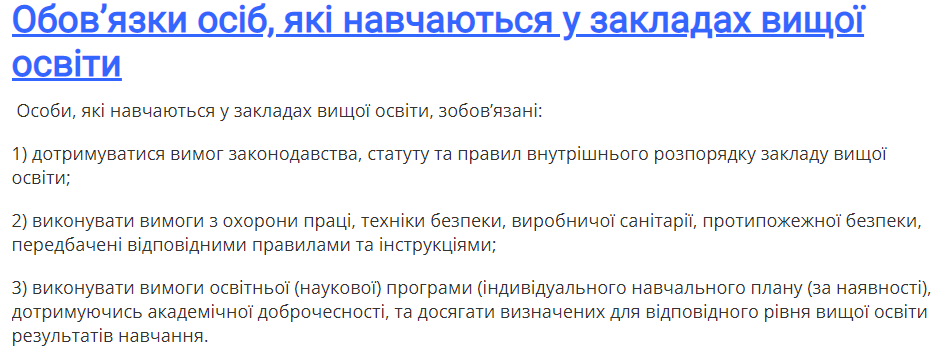 Обов’язки осіб, які навчаються у закладах вищої
освіти
Особи, які навчаються у закладах вищої освіти, зобов’язані:
1) дотримуватися вимог законодавства, статуту та правил внутрішнього розпорядку закладу вищої
освіти;
2) виконувати вимоги з охорони праці, техніки безпеки, виробничої санітарії, протипожежної безпеки,
передбачені відповідними правилами та інструкціями;
3) виконувати вимоги освітньої (наукової) програми (індивідуального навчального плану (за наявності),
дотримуючись академічної доброчесності, та досягати визначених для відповідного рівня вищої освіти
результатів навчання.